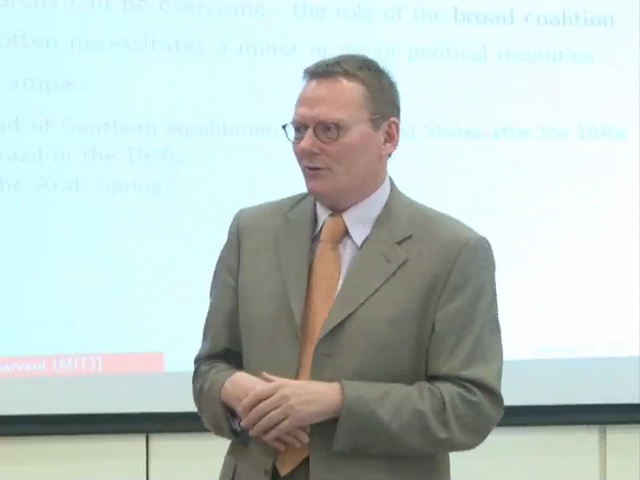 can be overcome - the role of the broad coalition
often necessitates a minor or major political revolution.
ample:
d of Southern equilibrium States after the 1940s
razil in the 1970s
he Arab Spring?
arvard (MIT))